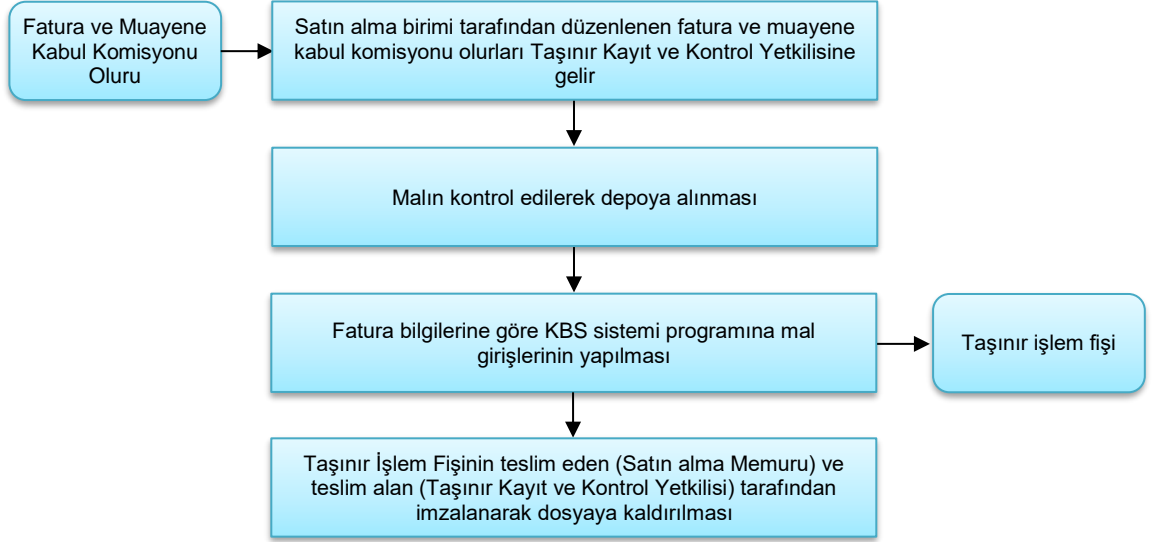 Fatura ve Muayene
Kabul Komisyonu
Oluru
Satın alma birimi tarafından düzenlenen fatura ve muayene
kabul komisyonu olurları Taşınır Kayıt ve Kontrol Yetkilisine
gelir
Malın kontrol edilerek depoya alınması
Fatura bilgilerine göre KBS sistemi programına mal
girişlerinin yapılması
Taşınır işlem fişi
Taşınır İşlem Fişinin teslim eden (Satın alma Memuru) ve
teslim alan (Taşınır Kayıt ve Kontrol Yetkilisi) tarafından
imzalanarak dosyaya kaldırılması